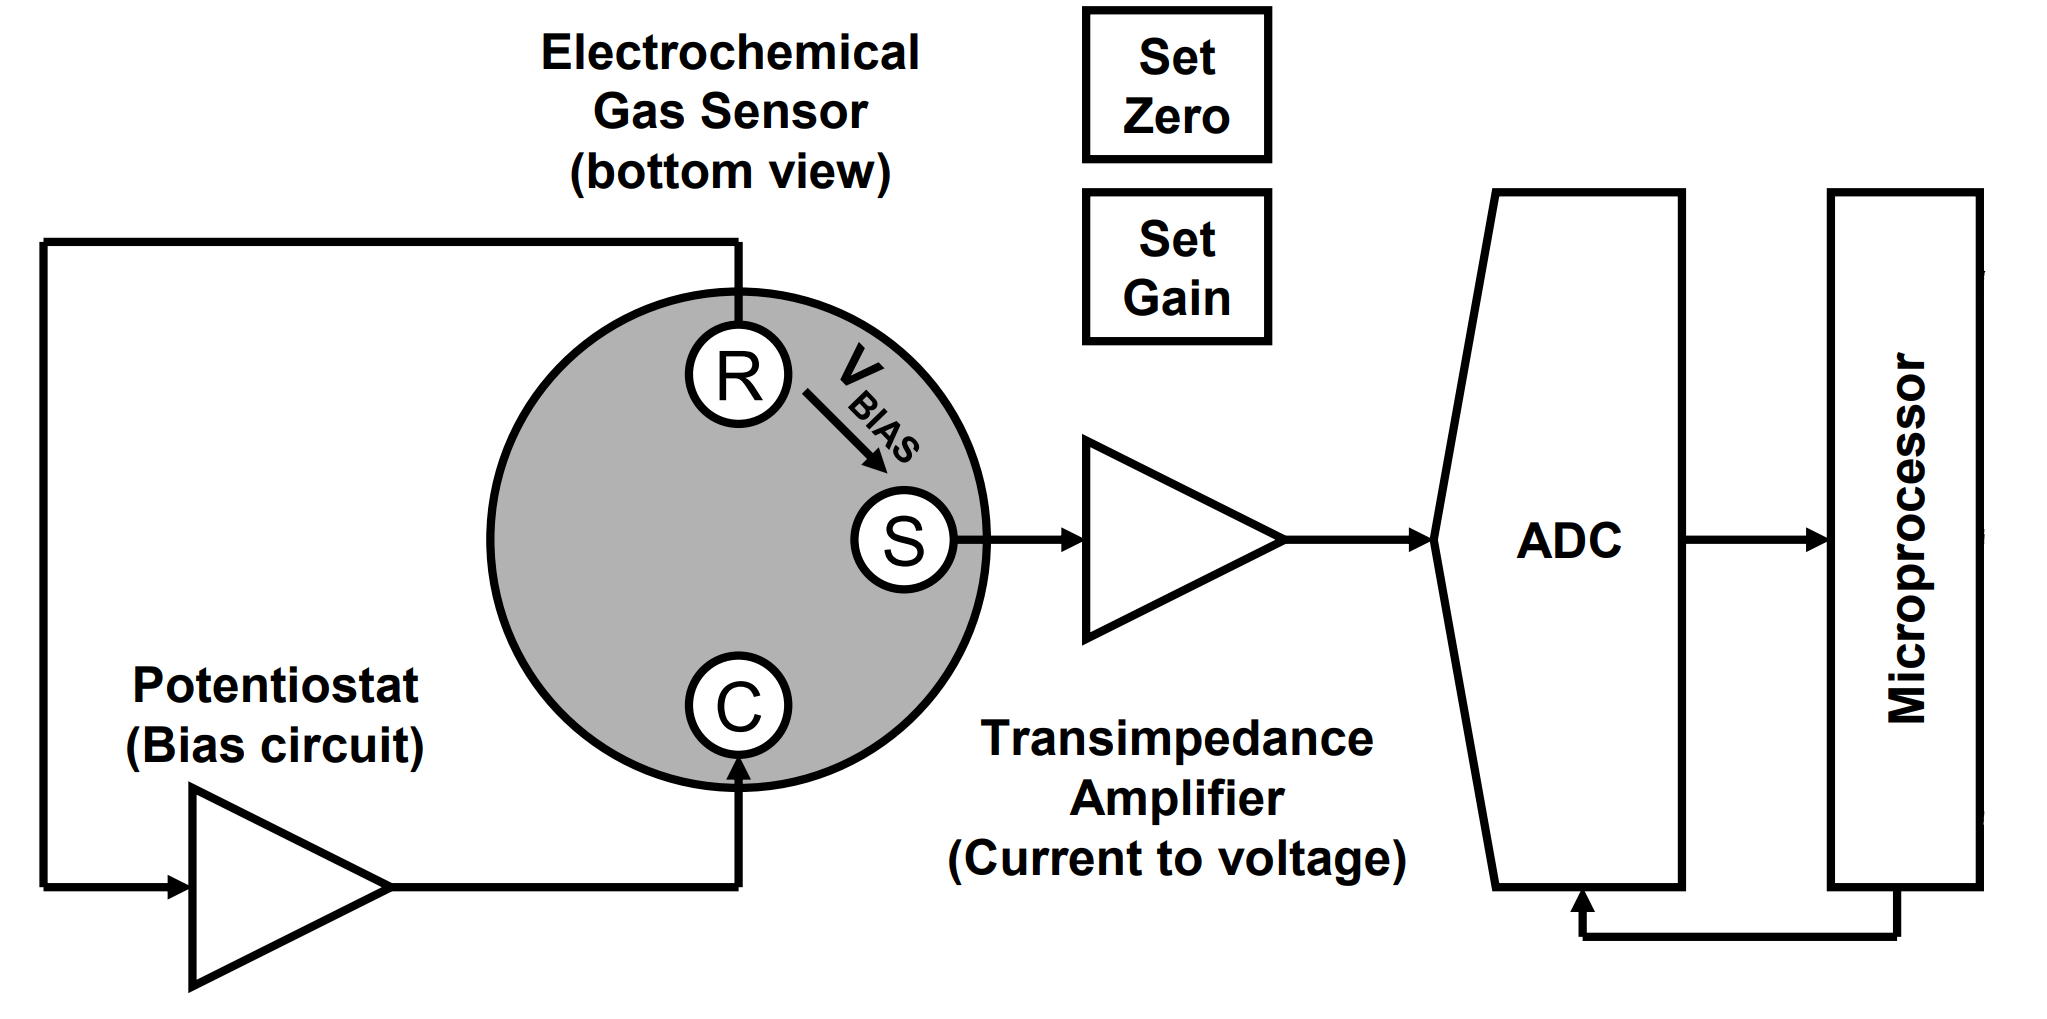 Electrochemical
Gas Sensor
(bottom view)
Set
Zero
Set
Gain
R
V BIAS
S
C
ADC
Microprocessor
Potentiostat
(Bias circuit)
Transimpedance
Amplifier
(Current to voltage)